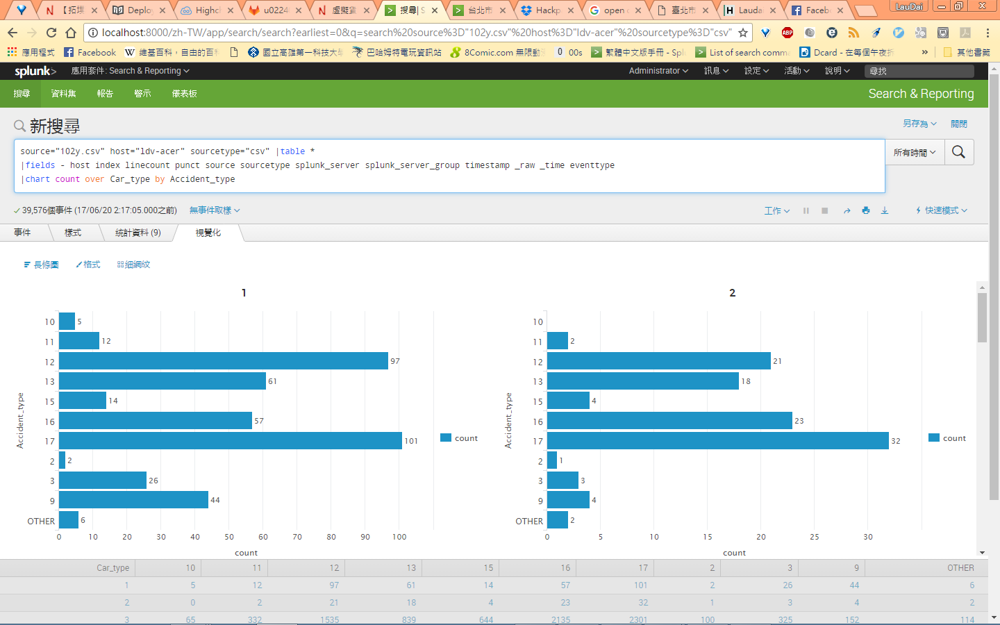 LauDai
【拓墣
Deploy
Highcl
u0224
虛擬貨
搜尋| S
台北市
Hackp
open
臺北市
Laudai
Facebo
localhost:8000/zh-TW/app/search/search?earliest=0&q=search%20source%3D"102y.csv"%20host%3D"ldv-acer"%20sourcetype%3D"csv"
應用程式 Facebook 維基百科，自由的百科 國立高雄第一科技大學 巴哈姆特電玩資訊站 8Comic.com 無限動 00s 繁體中文版手冊 - Spl List of search comma Dcard - 在每個午夜折 » 其他書籤
splunk> 應用套件: Search & Reporting Administrator 訊息 設定 活動 說明 尋找
搜尋 資料集 報告 警示 儀表板 Search & Reporting
新搜尋 另存為 關閉
source="102y.csv" host="ldv-acer" sourcetype="csv" |table *
|fields - host index linecount punct source sourcetype splunk_server splunk_server_group timestamp _raw _time eventtype
|chart count over Car_type by Accident_type
所有時間
39,576個事件 (17/06/20 2:17:05.000之前) 無事件取樣 工作 快速模式
事件 樣式 統計資料 (9) 視覺化
長條圖 格式 細網紋
1
Accident_type
10 5
11 12
12 97
13 61
15 14
16 57
17 101
2 2
3 26
9 44
OTHER 6
0 10 20 30 40 50 60 70 80 90 100
count
count
2
Accident_type
10
11 2
12 21
13 18
15 4
16 23
17 32
2 1
3 3
9 4
OTHER 2
0 5 10 15 20 25 30
count
count
Car_type 10 11 12 13 15 16 17 2 3 9 OTHER
1 5 12 97 61 14 57 101 2 26 44 6
2 0 2 21 18 4 23 32 1 3 4 2
3 65 332 1535 839 644 2135 2301 100 325 152 114